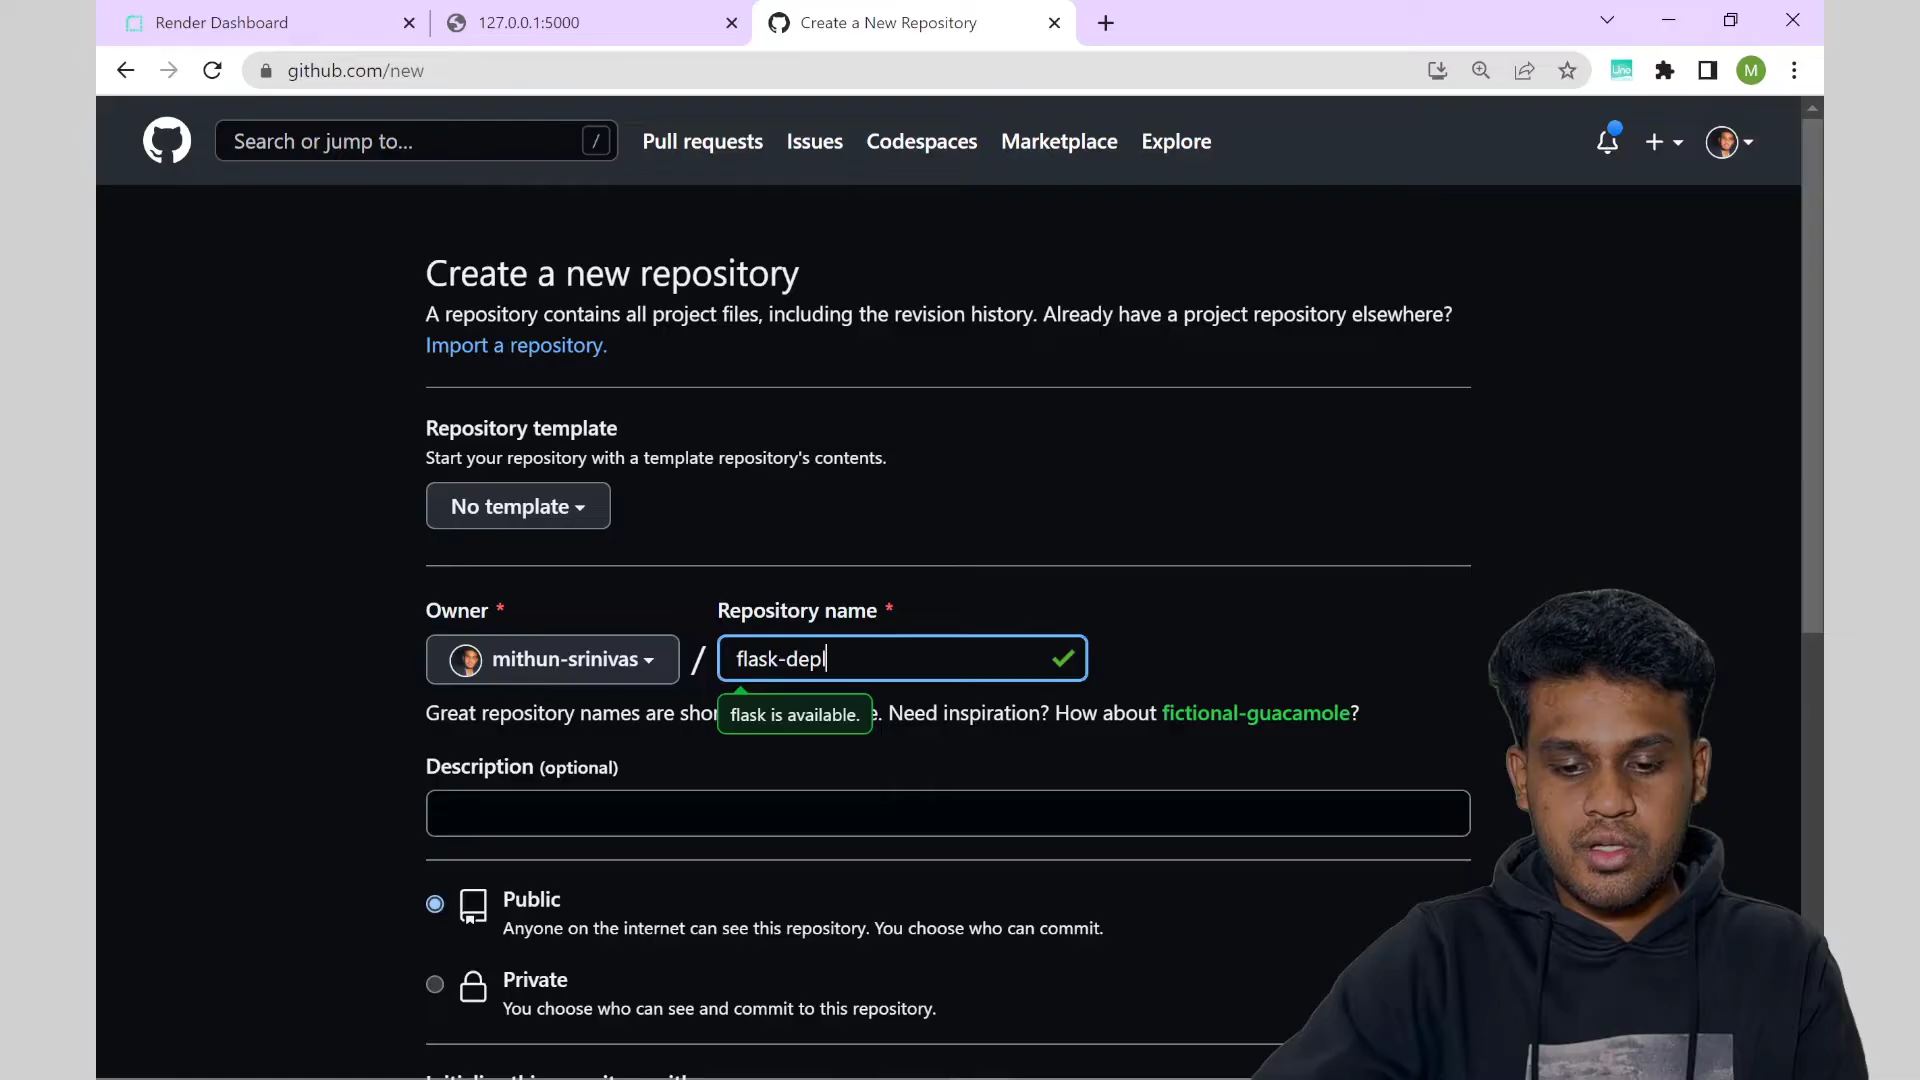 Render Dashboard
127.0.0.1:5000
Create a New Repository
github.com/new
Uno
M
Search or jump to...
/
Pull requests
Issues
Codespaces
Marketplace
Explore
Create a new repository
A repository contains all project files, including the revision history. Already have a project repository elsewhere?
Import a repository.
Repository template
Start your repository with a template repository's contents.
No template
Owner *
Repository name *
mithun-srinivas
/
flask-depl
Great repository names are
flask is available.
Need inspiration? How about fictional-guacamole?
Description (optional)
Public
Anyone on the internet can see this repository. You choose who can commit.
Private
You choose who can see and commit to this repository.